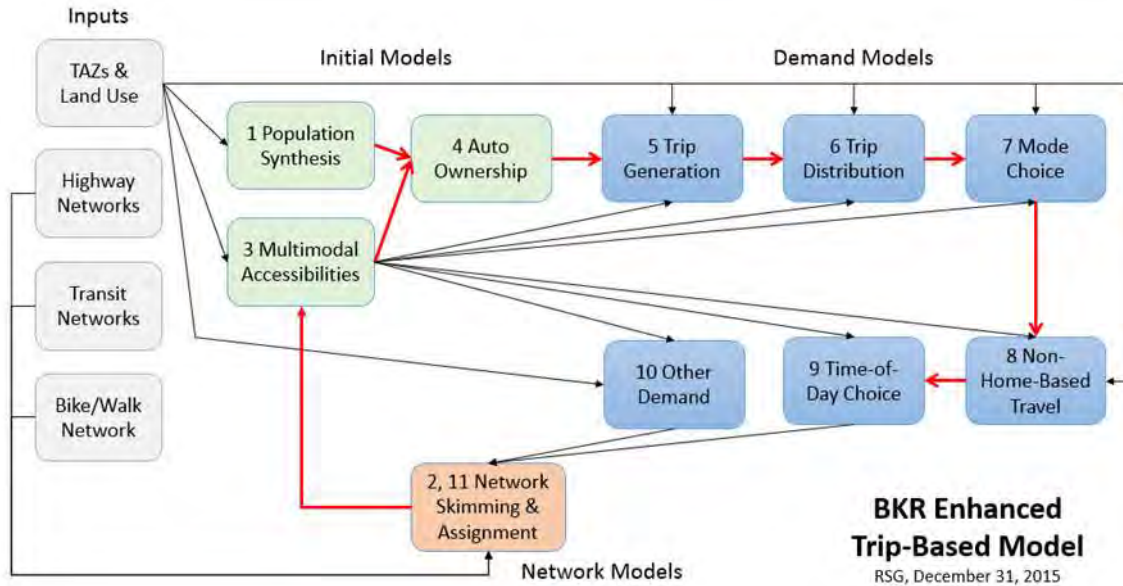 Inputs
TAZs &
Land Use
Highway
Networks
Transit
Networks
Bike/Walk
Network
Initial Models
Demand Models
1 Population
Synthesis
4 Auto
Ownership
5 Trip
Generation
6 Trip
Distribution
7 Mode
Choice
3 Multimodal
Accessibilities
10 Other
Demand
9 Time-of-
Day Choice
8 Non-
Home-Based
Travel
2, 11 Network
Skimming &
Assignment
Network Models
BKR Enhanced
Trip-Based Model
RSG, December 31, 2015